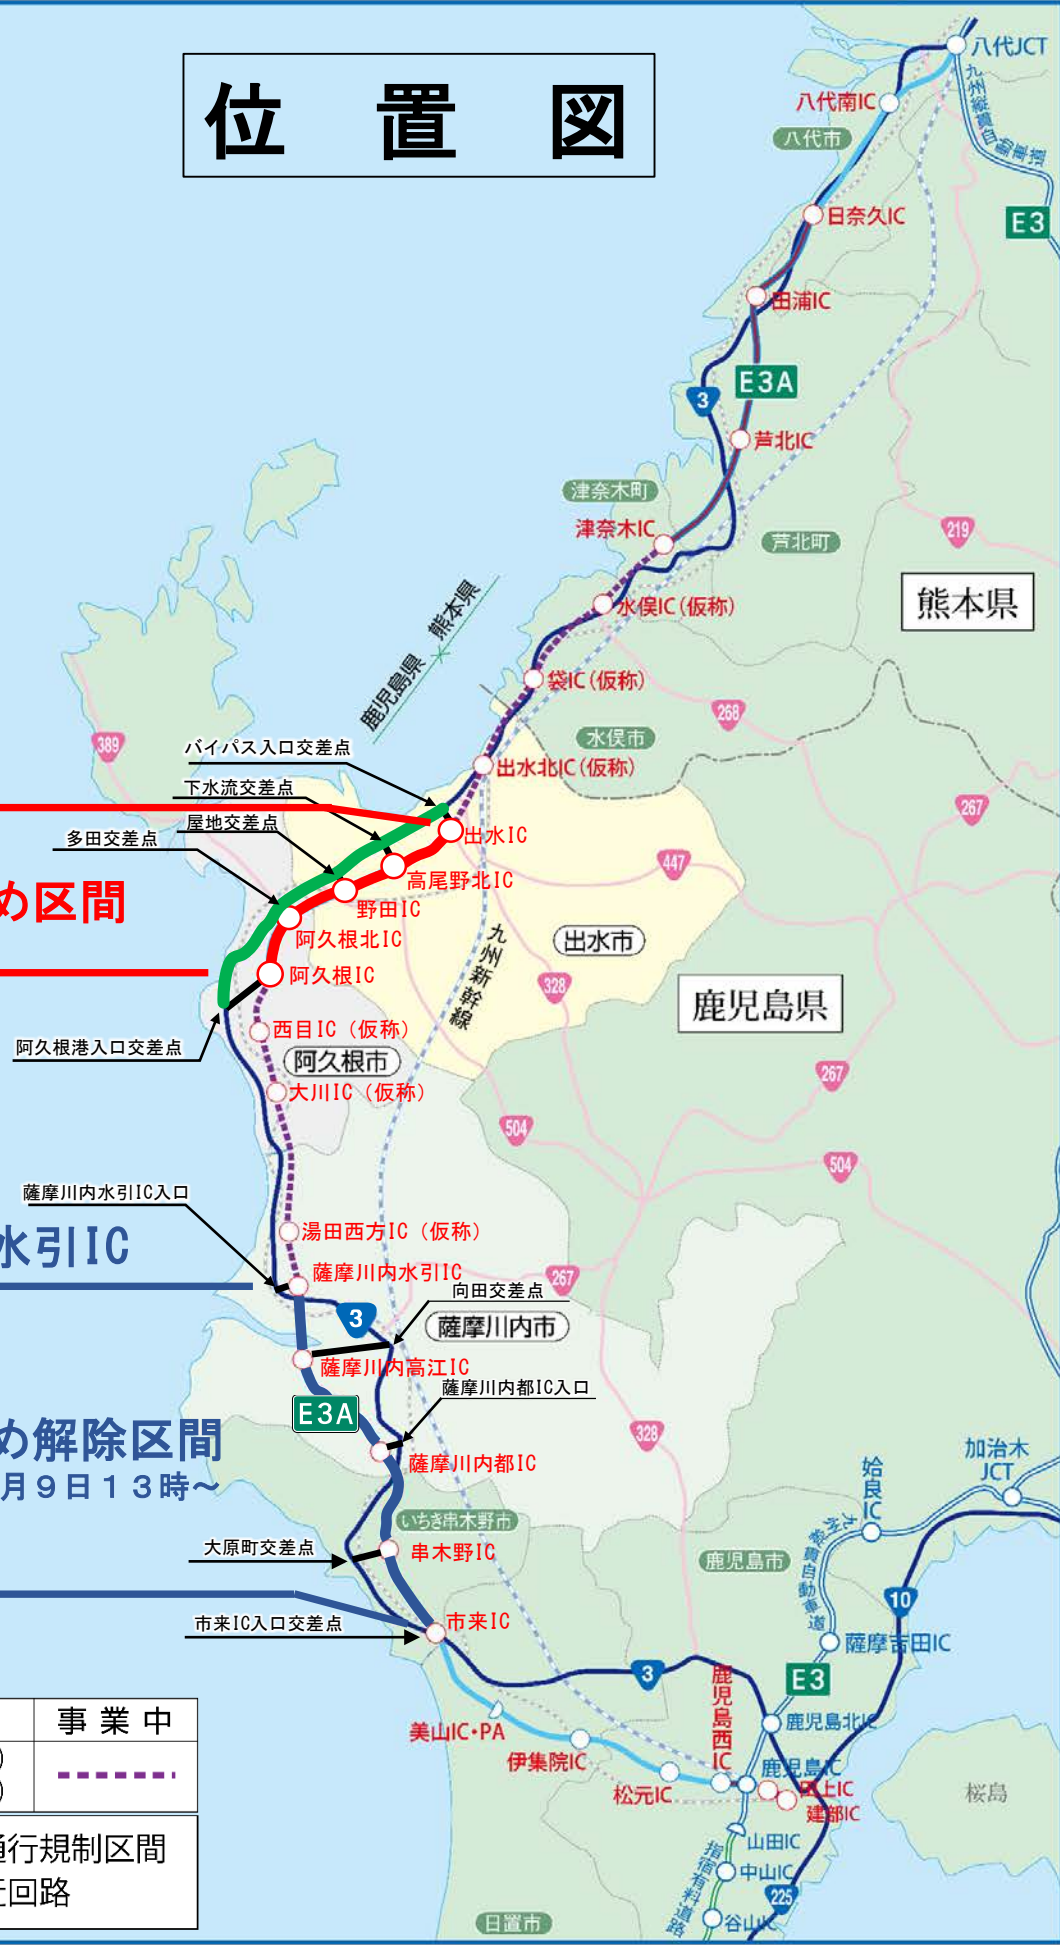 位置図
八代JCT
八代南IC
八代市
九州縦貫自動車道
日奈久IC
E3
田浦IC
E3A
3
芦北IC
津奈木町
津奈木IC
芦北町
219
熊本県
水俣IC(仮称)
熊本県
鹿児島県
袋IC(仮称)
268
水俣市
389
バイパス入口交差点
出水北IC(仮称)
下水流交差点
267
屋地交差点
多田交差点
出水IC
447
高尾野北IC
め区間
野田IC
阿久根北IC
九州新幹線
出水市
阿久根IC
328
鹿児島県
西目IC（仮称）
阿久根港入口交差点
阿久根市
267
大川IC（仮称）
504
504
薩摩川内水引IC入口
水引IC
湯田西方IC（仮称）
薩摩川内水引IC
267
向田交差点
3
薩摩川内市
薩摩川内高江IC
薩摩川内都IC入口
E3A
328
め解除区間
薩摩川内都IC
月９日１３時～
加治木JCT
姶良IC
いちき串木野市
大原町交差点
串木野IC
鹿児島市
九州縦貫自動車道
10
市来IC入口交差点
市来IC
薩摩吉田IC
3
E3
鹿児島西IC
事業中
美山IC・PA
鹿児島北IC
伊集院IC
鹿児島IC
松元IC
田上IC
建部IC
桜島
通行規制区間
迂回路
山田IC
中山IC
指宿有料道路
225
谷山IC
日置市